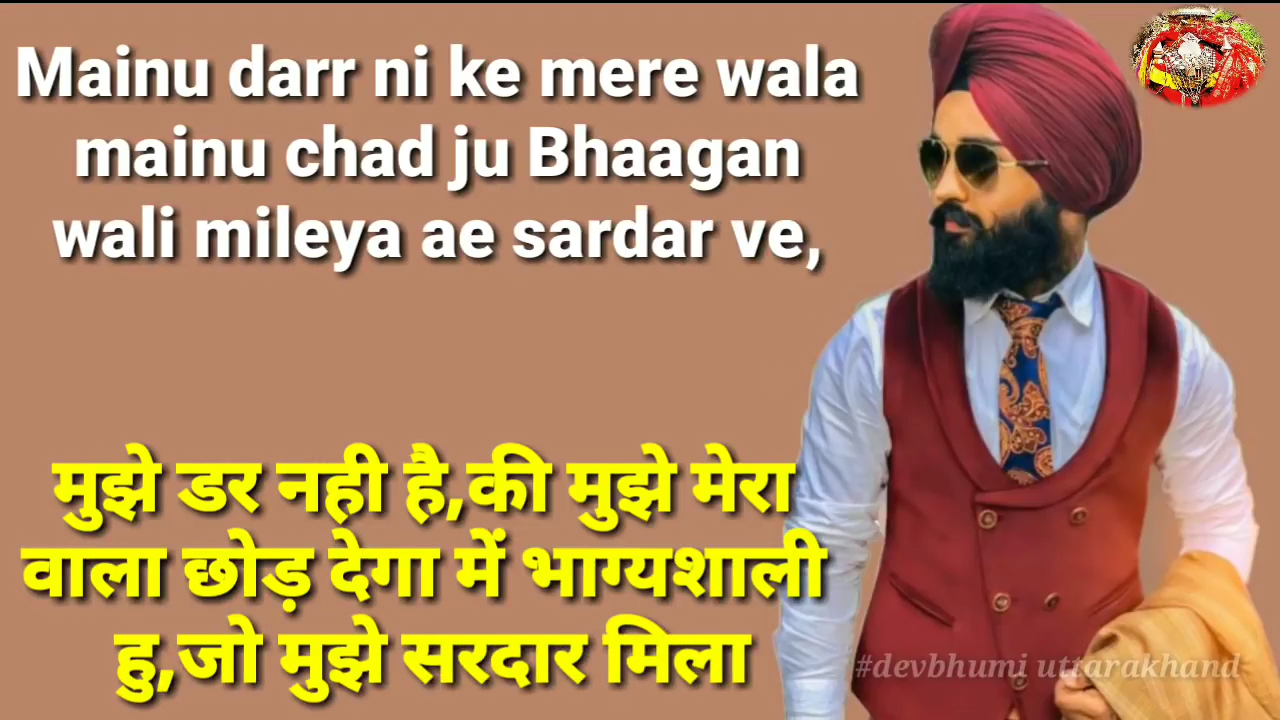 Mainu darr ni ke mere wala
mainu chad ju Bhaagan
wali mileya ae sardar ve,
मुझे डर नही है,की मुझे मेरा
वाला छोड़ देगा में भाग्यशाली
हु,जो मुझे सरदार मिला
#devbhumi uttarakhand